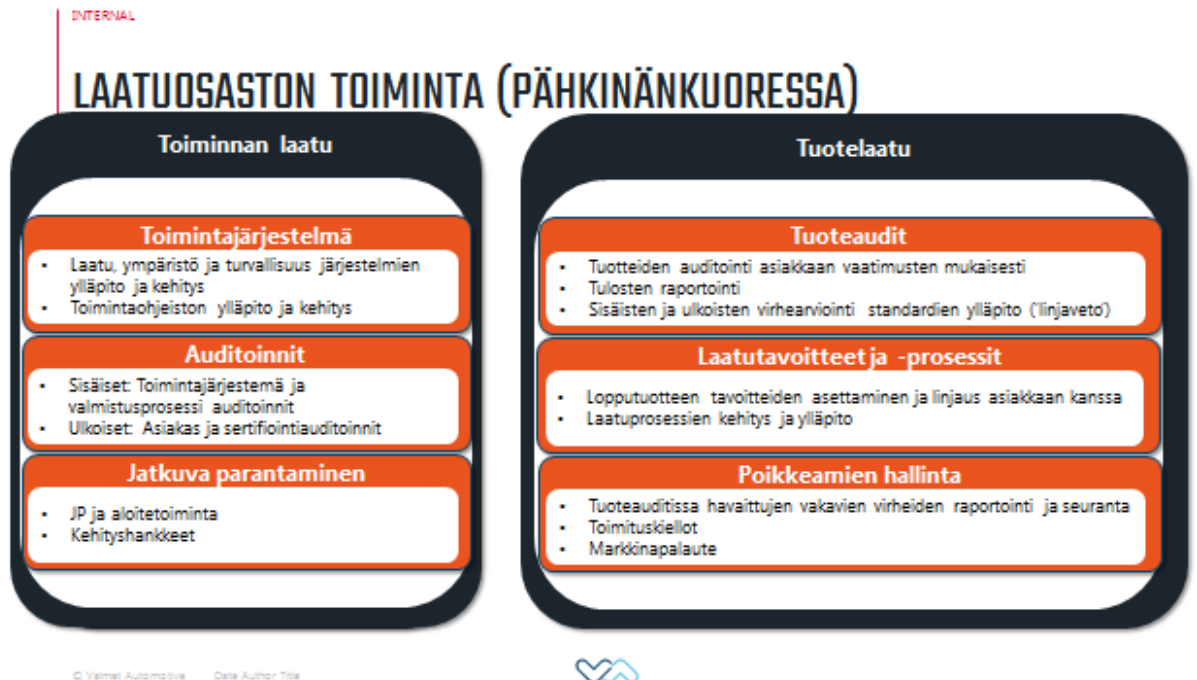 INTERNAL
LAATUOSASTON TOIMINTA (PÄHKINÄNKUORESSA)
Toiminnan laatu
Toimintajärjestelmä
• Laatu, ympäristö ja turvallisuus järjestelmien
ylläpito ja kehitys
• Toimintaohjeiston ylläpito ja kehitys
Auditoinnit
• Sisäiset: Toimintajärjestemä ja
valmistusprosessi auditoinnit
• Ulkoiset: Asiakas ja sertifiointiauditoinnit
Jatkuva parantaminen
• JP ja aloitetoiminta
• Kehityshankkeet
Tuotelaatu
Tuoteaudit
• Tuotteiden auditointi asiakkaan vaatimusten mukaisesti
• Tulosten raportointi
• Sisäisten ja ulkoisten virhearviointi standardien ylläpito ('linjaveto')
Laatutavoitteet ja -prosessit
• Lopputuotteen tavoitteiden asettaminen ja linjaus asiakkaan kanssa
• Laatuprosessien kehitys ja ylläpito
Poikkeamien hallinta
• Tuoteauditissa havaittujen vakavien virheiden raportointi ja seuranta
• Toimituskiellot
• Markkinapalaute
© Valmet Automotive Date Author Title